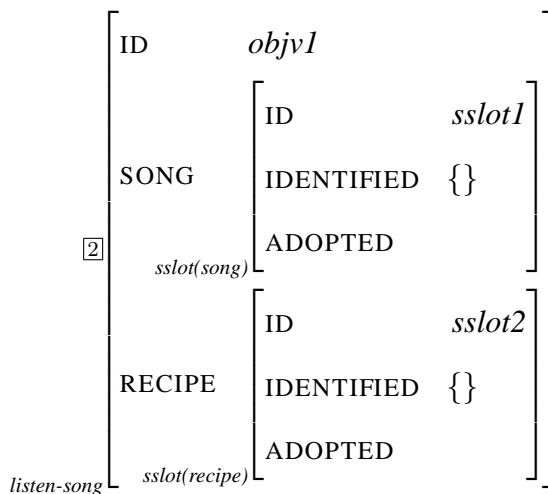 ID objv1
ID sslot1
SONG IDENTIFIED {}
2
ADOPTED
sslot(song)
ID sslot2
RECIPE IDENTIFIED {}
ADOPTED
listen-song sslot(recipe)